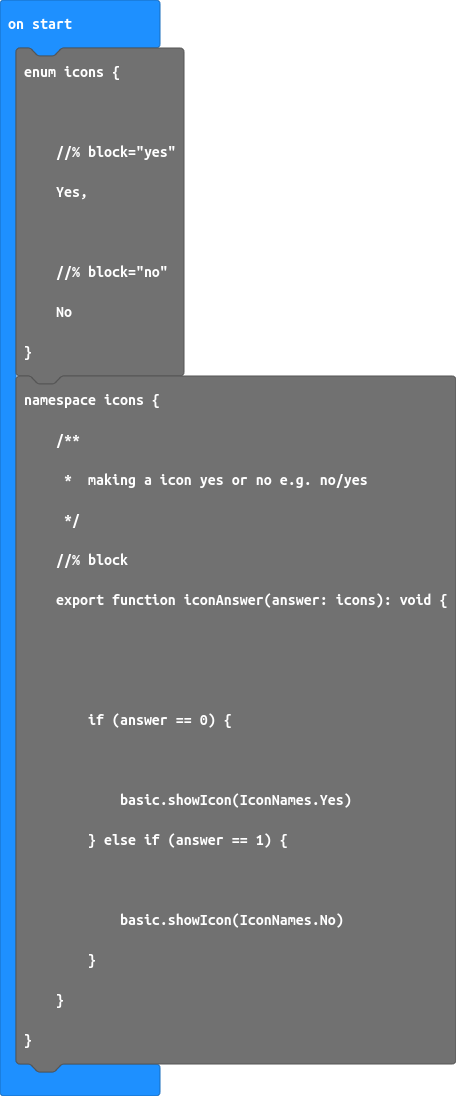 on start
enum icons {
//% block="yes"
Yes,
//% block="no"
No
}
namespace icons {
/**
*  making a icon yes or no e.g. no/yes
*/
//% block
export function iconAnswer(answer: icons): void {
if (answer == 0) {
basic.showIcon(IconNames.Yes)
} else if (answer == 1) {
basic.showIcon(IconNames.No)
}
}
}